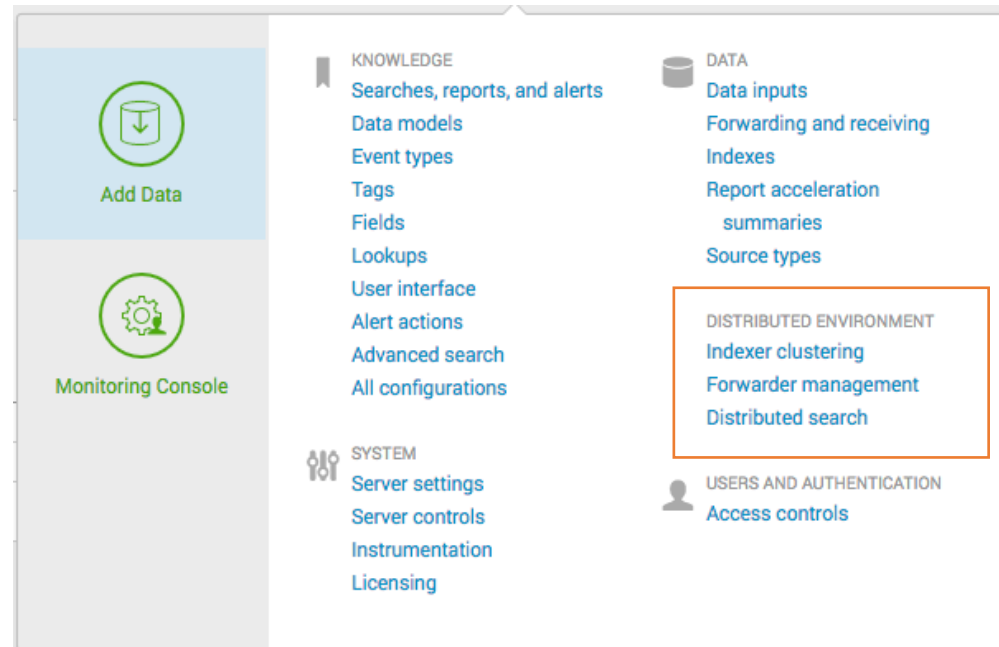 Add Data
Monitoring Console
KNOWLEDGE
Searches, reports, and alerts
Data models
Event types
Tags
Fields
Lookups
User interface
Alert actions
Advanced search
All configurations
SYSTEM
Server settings
Server controls
Instrumentation
Licensing
DATA
Data inputs
Forwarding and receiving
Indexes
Report acceleration
summaries
Source types
DISTRIBUTED ENVIRONMENT
Indexer clustering
Forwarder management
Distributed search
USERS AND AUTHENTICATION
Access controls